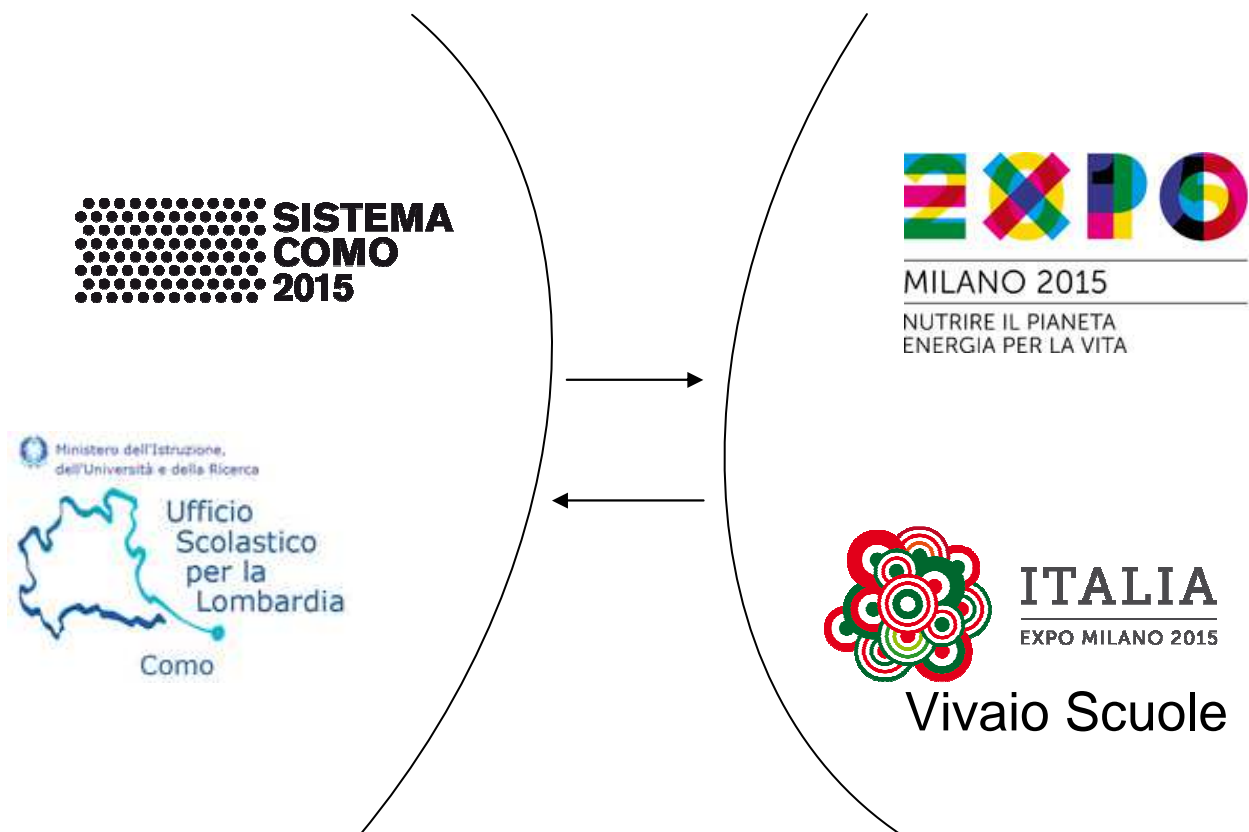 SISTEMA
COMO
2015
Ministero dell'Istruzione,
dell'Università e della Ricerca
Ufficio
Scolastico
per la
Lombardia
Como
EXPO
MILANO 2015
NUTRIRE IL PIANETA
ENERGIA PER LA VITA
ITALIA
EXPO MILANO 2015
Vivaio Scuole